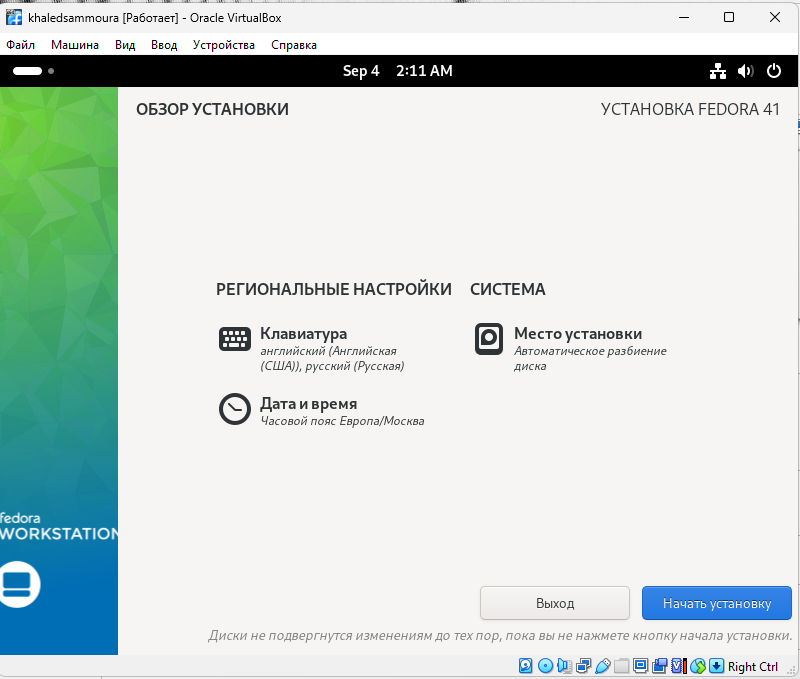 khaledsammoura [Работает] - Oracle VirtualBox
Файл Машина Вид Ввод Устройства Справка
Sep 4 2:11 AM
ОБЗОР УСТАНОВКИ
УСТАНОВКА FEDORA 41
РЕГИОНАЛЬНЫЕ НАСТРОЙКИ
Клавиатура
английский (Английская
(США)), русский (Русская)
Дата и время
Часовой пояс Европа/Москва
СИСТЕМА
Место установки
Автоматическое разбиение
диска
fedora
WORKSTATION
Выход
Начать установку
Диски не подвергнутся изменениям до тех пор, пока вы не нажмете кнопку начала установки.
Right Ctrl